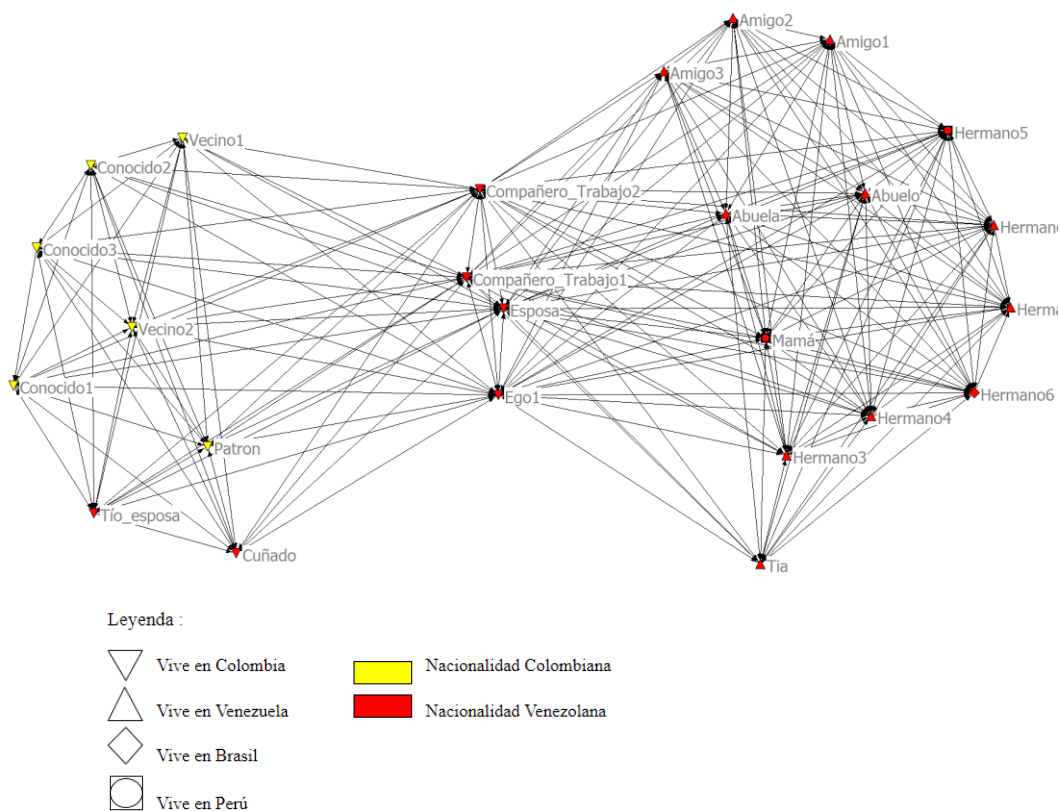 Amigo2
Amigo1
Amigo3
Hermano5
Vecino1
Conocido2
Compañero_Trabajo2
Abuelo
Abuela
Hermano
Conocido3
Compañero_Trabajo1
Esposa
Herma
Vecino2
Mamá
Conocido1
Ego1
Hermano6
Hermano4
Patron
Hermano3
Tío_esposa
Cuñado
Tia
Leyenda :
Vive en Colombia
Nacionalidad Colombiana
Vive en Venezuela
Nacionalidad Venezolana
Vive en Brasil
Vive en Perú